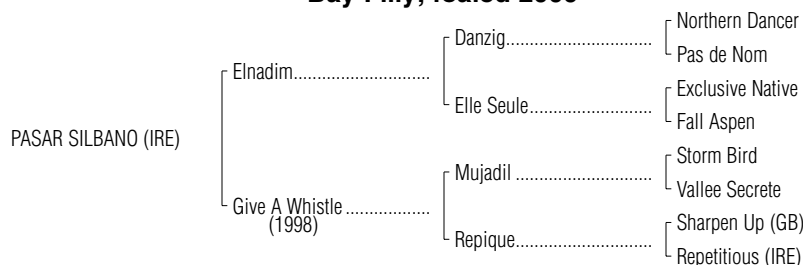 Bay Filly, foaled
Northern Dancer
Danzig
Pas de Nom
Elnadim
Exclusive Native
Elle Seule
Fall Aspen
PASAR SILBANO (IRE)
Storm Bird
Mujadil
Vallee Secrete
Give A Whistle
(1998)
Sharpen Up (GB)
Repique
Repetitious (IRE)